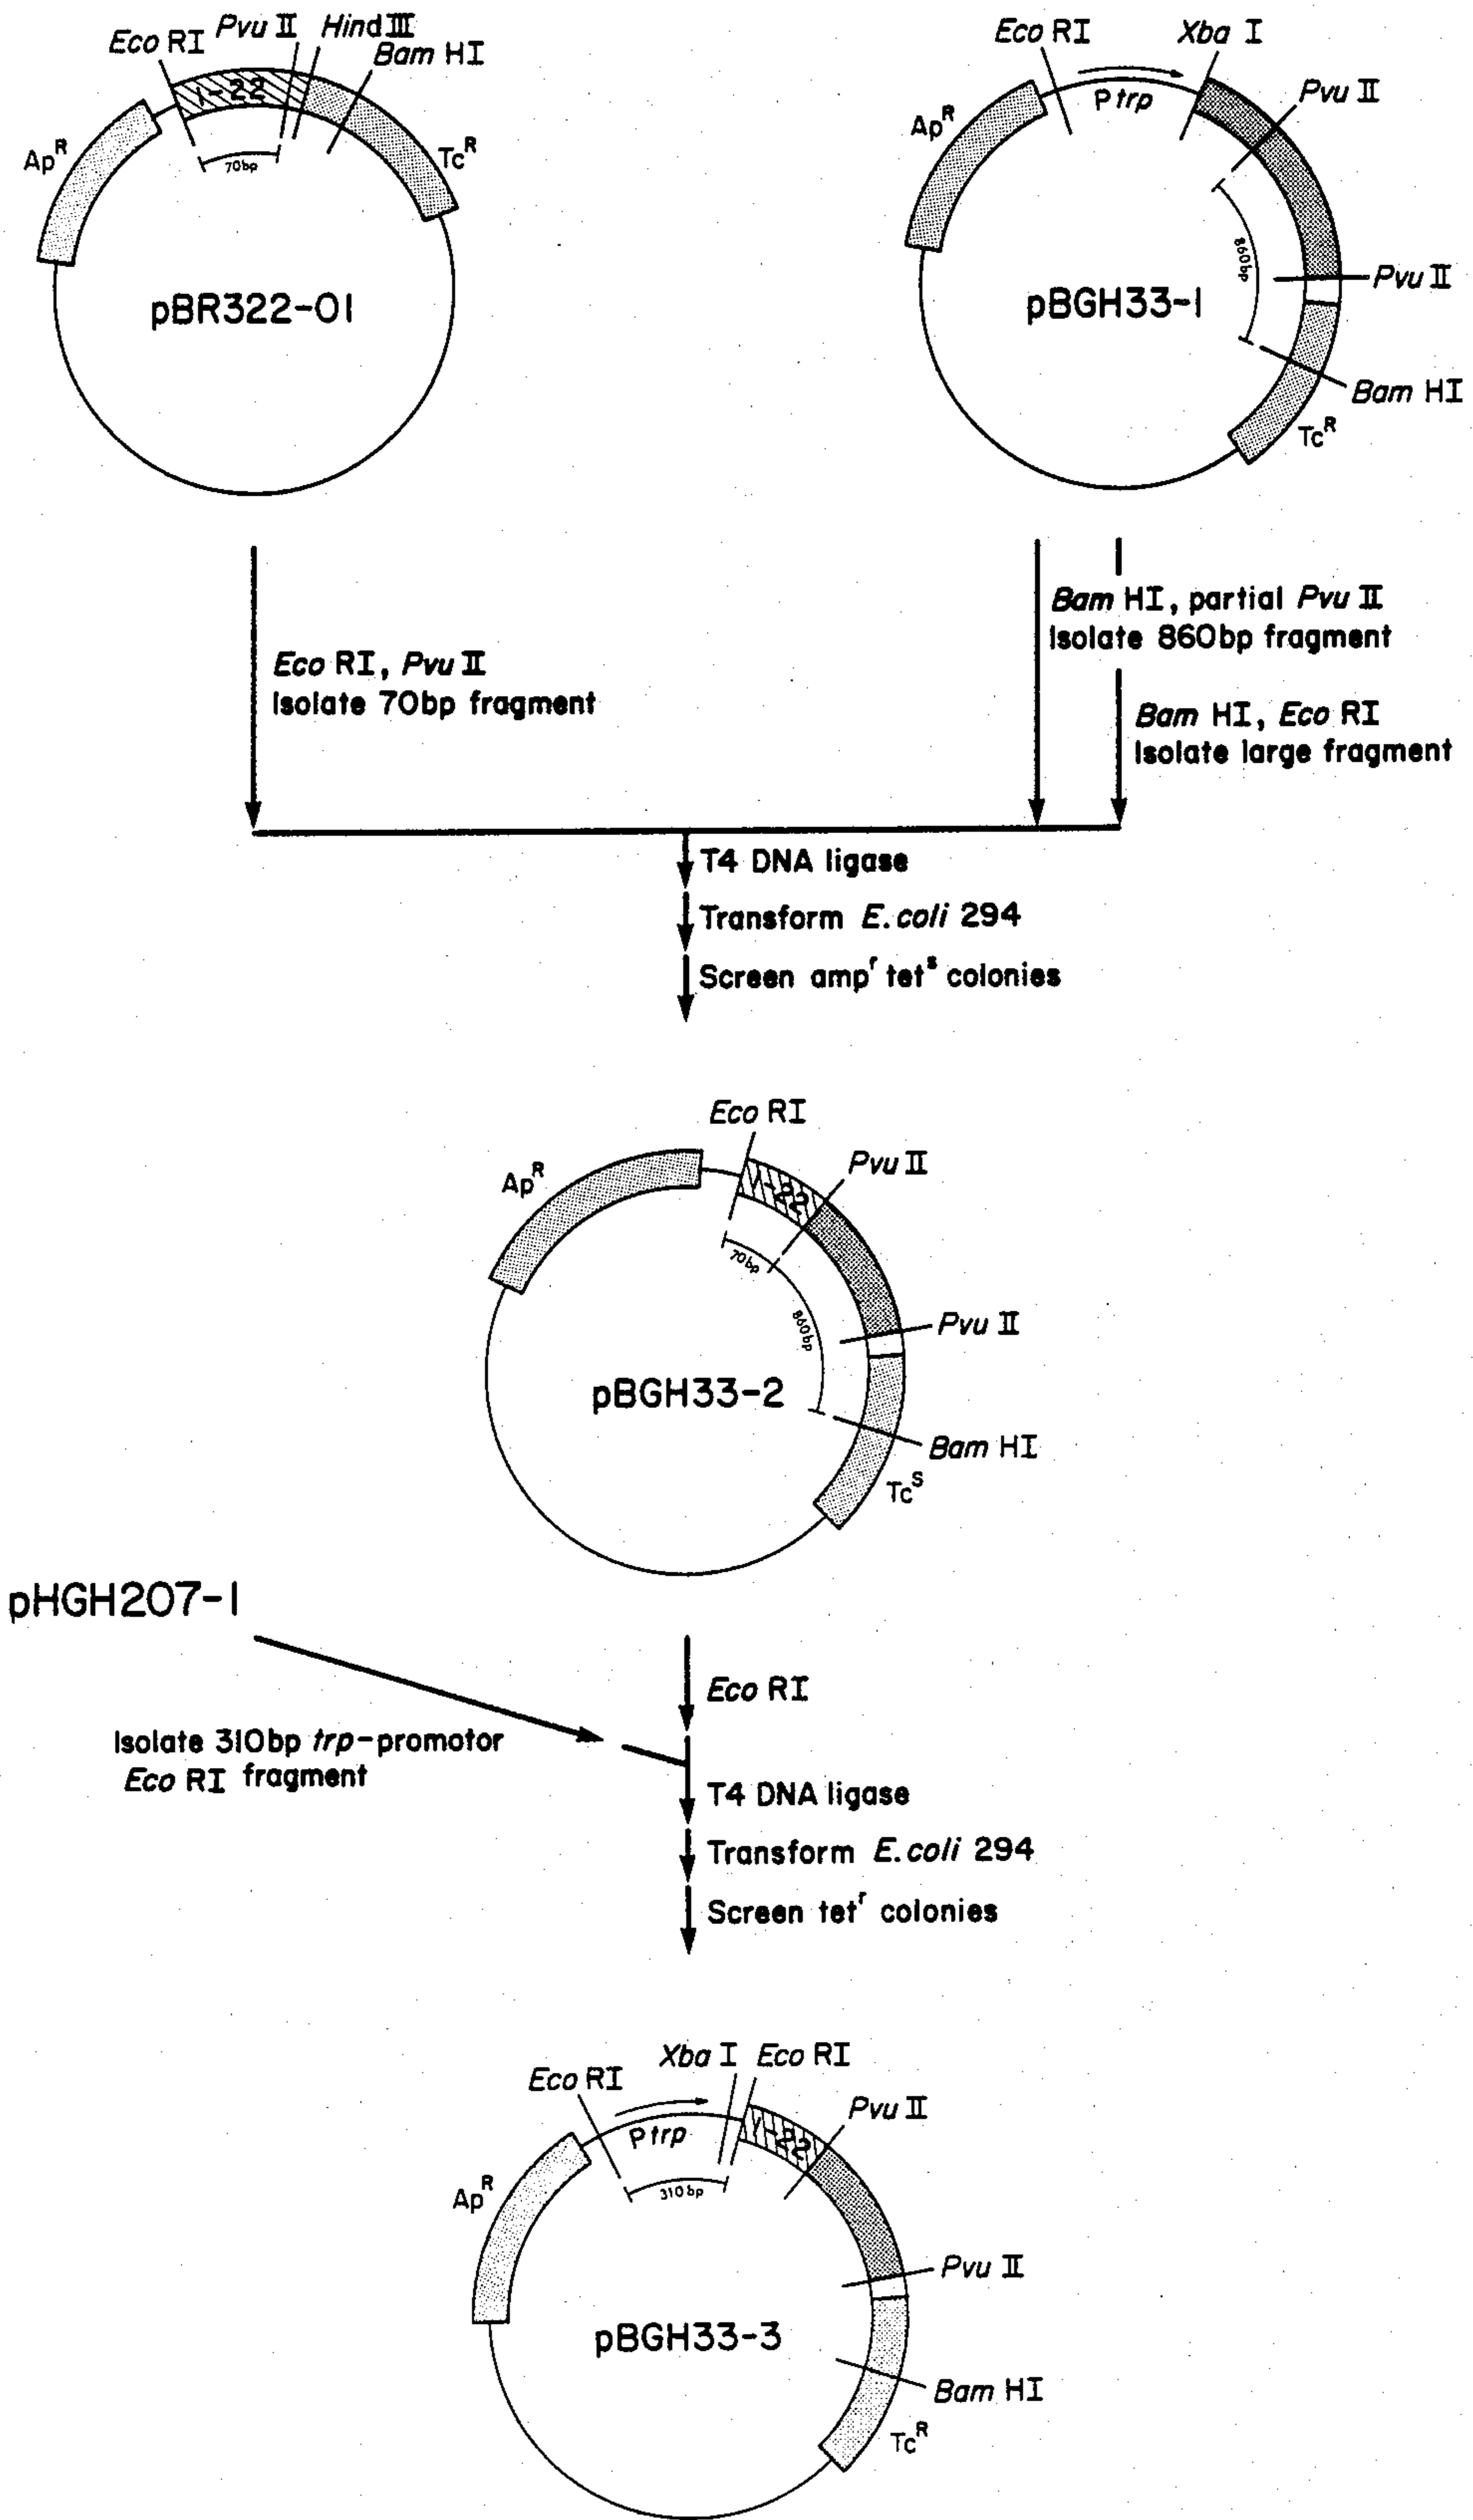 Eco RI
Pvu II
Hind III
Bam HI
1-22
70bp
Ap^R
Tc^R
pBR322-01
Eco RI
Xba I
Ptrp
Pvu II
Ap^R
860bp
Pvu II
pBGH33-1
Bam HI
Tc^R
Eco RI, Pvu II
Isolate 70bp fragment
Bam HI, partial Pvu II
Isolate 860bp fragment
Bam HI, Eco RI
Isolate large fragment
T4 DNA ligase
Transform E.coli 294
Screen amp^r tet^s colonies
Eco RI
Pvu II
Ap^R
1-22
70bp
860bp
Pvu II
pBGH33-2
Bam HI
Tc^S
pHGH207-1
Eco RI
Isolate 310bp trp-promotor
Eco RI fragment
T4 DNA ligase
Transform E.coli 294
Screen tet^r colonies
Xba I
Eco RI
Eco RI
Pvu II
Ptrp
1-22
310bp
Ap^R
Pvu II
pBGH33-3
Bam HI
Tc^R